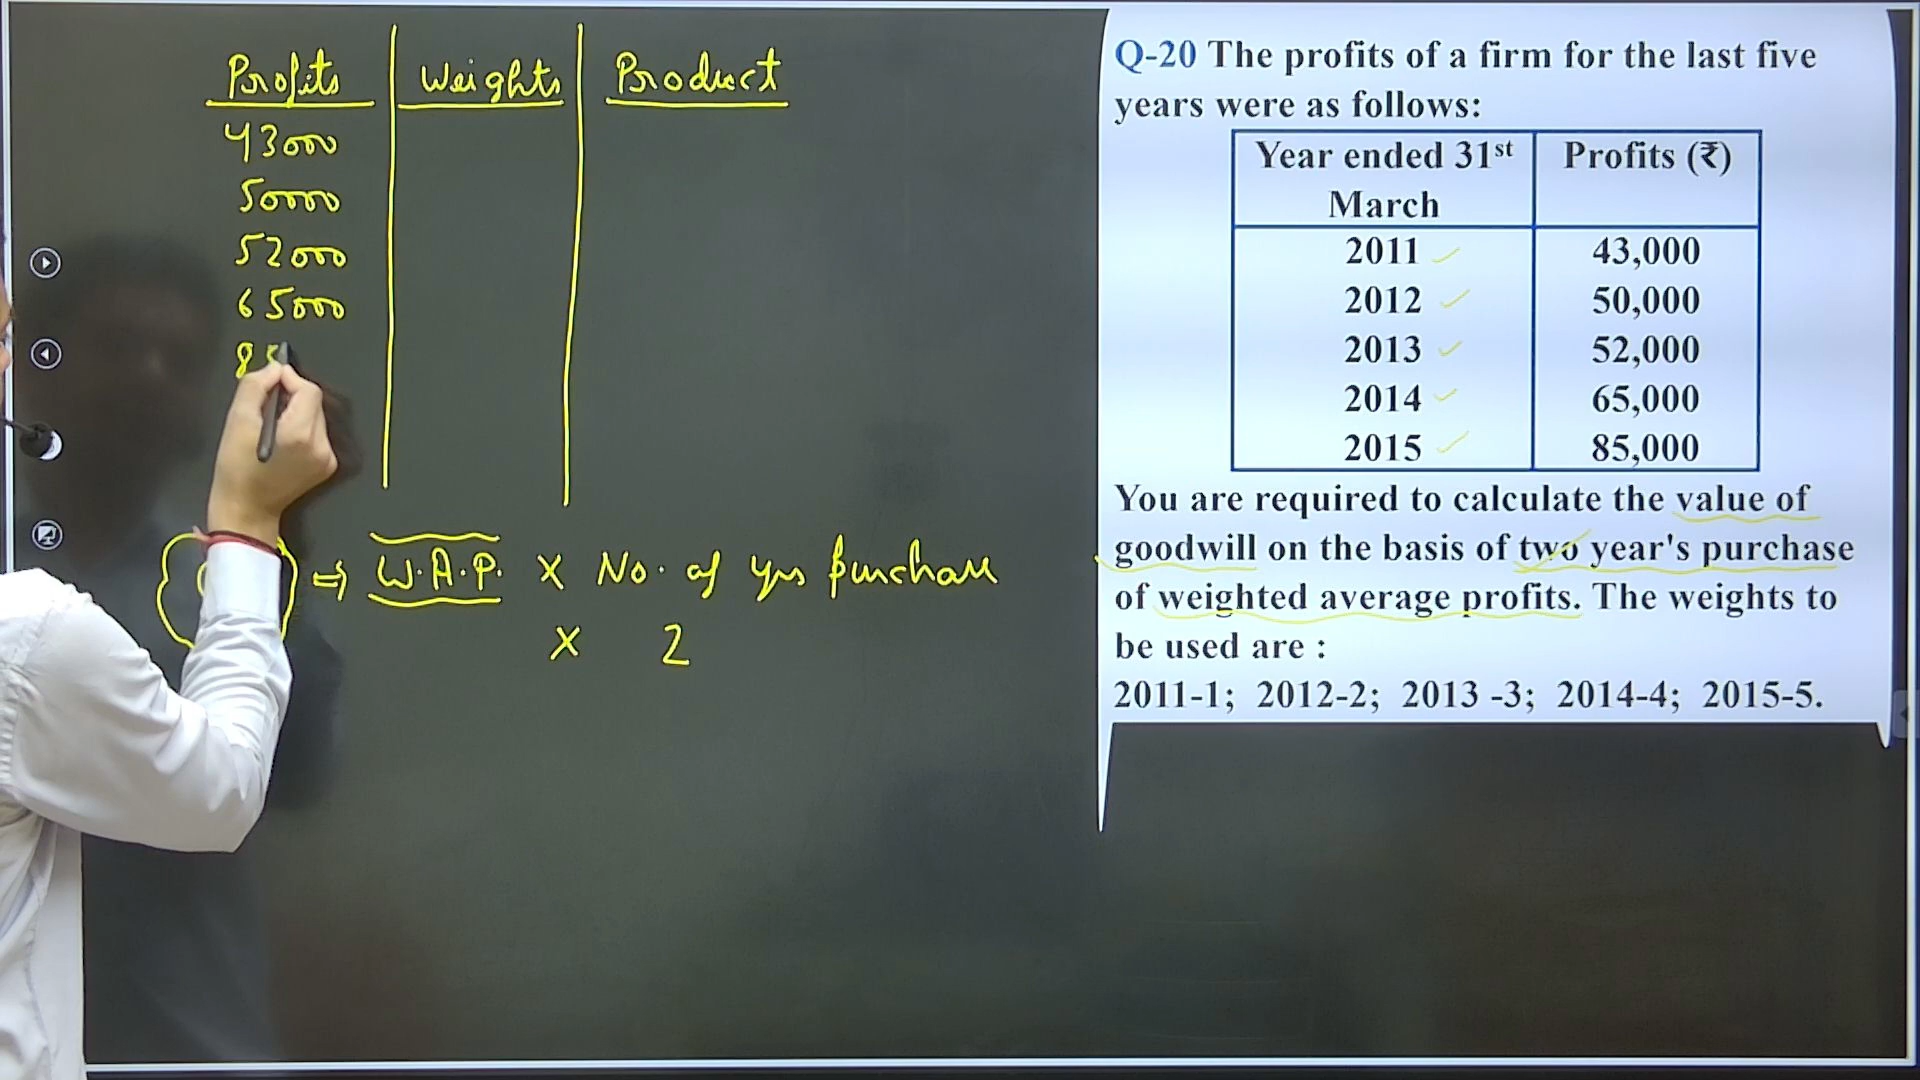 Profits Weights Product
43000
50000
52000
65000
85
⇒ W.A.P. X No. of yrs purchase
X 2
Q-20 The profits of a firm for the last five
years were as follows:
Year ended 31st March Profits (₹)
2011 43,000
2012 50,000
2013 52,000
2014 65,000
2015 85,000
You are required to calculate the value of
goodwill on the basis of two year's purchase
of weighted average profits. The weights to
be used are :
2011-1; 2012-2; 2013 -3; 2014-4; 2015-5.